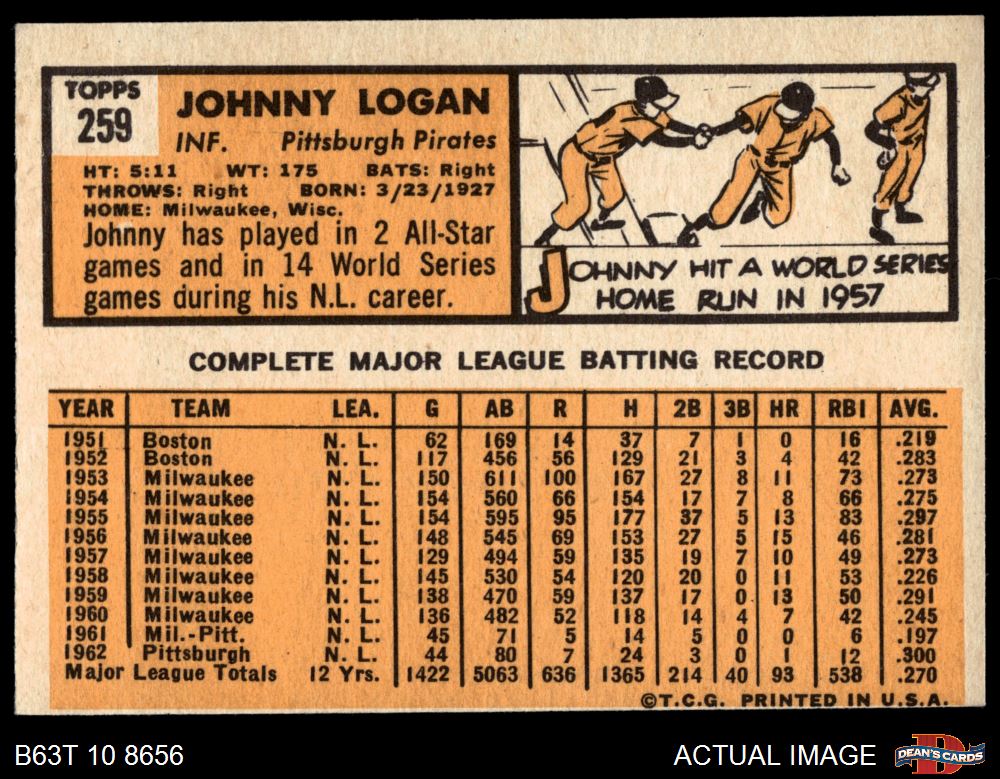 TOPPS
259
JOHNNY LOGAN
INF. Pittsburgh Pirates
HT: 5:11 WT: 175 BATS: Right
THROWS: Right BORN: 3/23/1927
HOME: Milwaukee, Wisc.
Johnny has played in 2 All-Star
games and in 14 World Series
games during his N.L. career.
JOHNNY HIT A WORLD SERIES
HOME RUN IN 1957
COMPLETE MAJOR LEAGUE BATTING RECORD
YEAR TEAM LEA. G AB R H 2B 3B HR RBI AVG.
1951 Boston N. L. 62 169 14 37 7 1 0 16 .219
1952 Boston N. L. 117 456 56 129 21 3 4 42 .283
1953 Milwaukee N. L. 150 611 100 167 27 8 11 73 .273
1954 Milwaukee N. L. 154 560 66 154 17 7 8 66 .275
1955 Milwaukee N. L. 154 595 95 177 37 5 13 83 .297
1956 Milwaukee N. L. 148 545 69 153 27 5 15 46 .281
1957 Milwaukee N. L. 129 494 59 135 19 7 10 49 .273
1958 Milwaukee N. L. 145 530 54 120 20 0 11 53 .226
1959 Milwaukee N. L. 138 470 59 137 17 0 13 50 .291
1960 Milwaukee N. L. 136 482 52 118 14 4 7 42 .245
1961 Mil.-Pitt. N. L. 45 71 5 14 5 0 0 6 .197
1962 Pittsburgh N. L. 44 80 7 24 3 0 1 12 .300
Major League Totals 12 Yrs. 1422 5063 636 1365 214 40 93 538 .270
©T.C.G. PRINTED IN U.S.A.
B63T 10 8656
ACTUAL IMAGE
DEAN'S CARDS